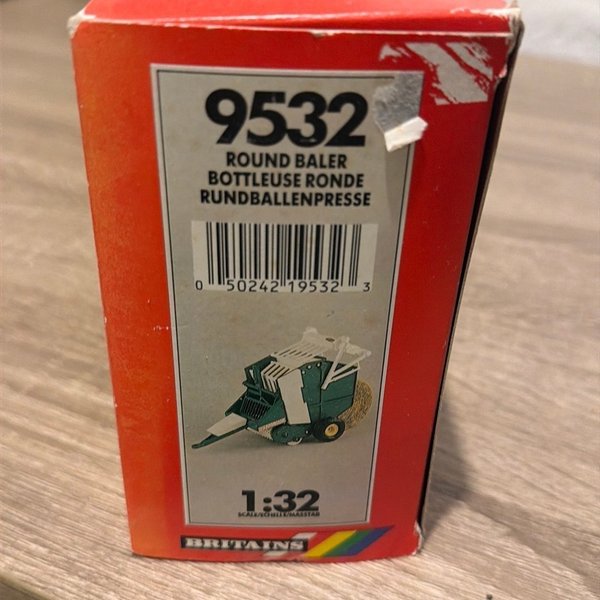 9532
ROUND BALER
BOTTLEUSE RONDE
RUNDBALLENPRESSE
0 50242 19532 3
1:32
SCALE/ECHELLE/MASSTAB
BRITAINS